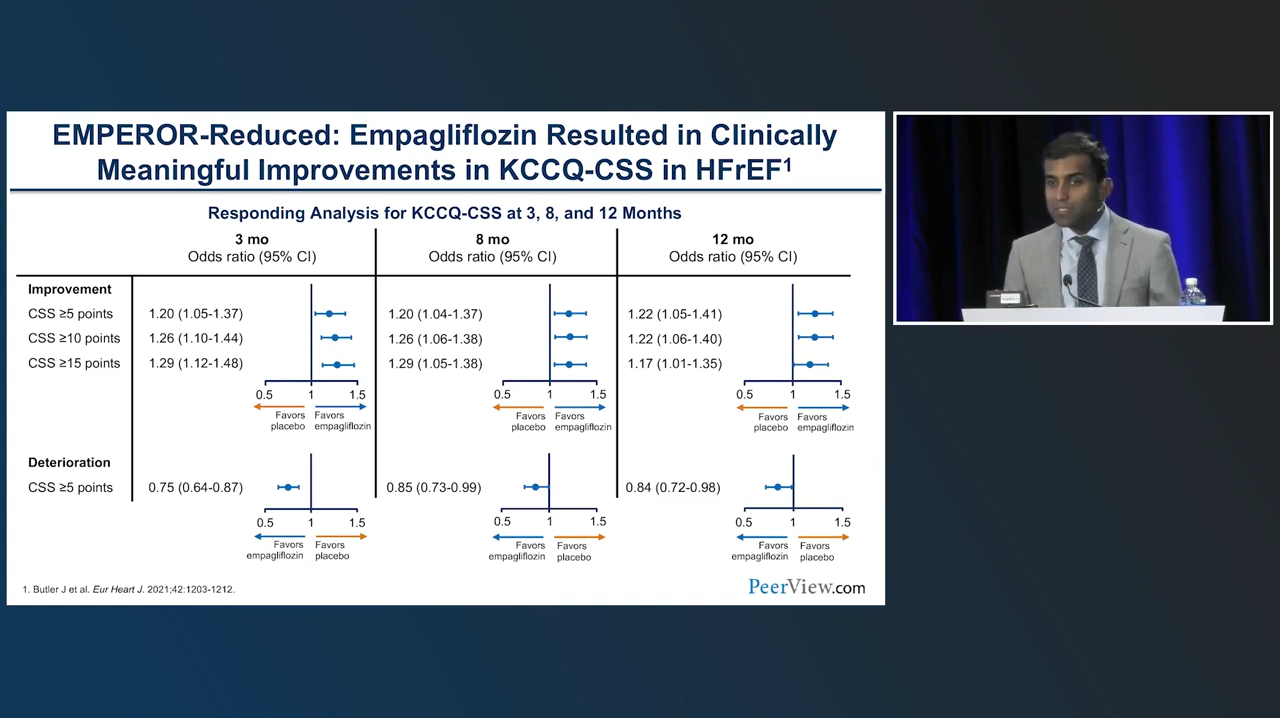 EMPEROR-Reduced: Empagliflozin Resulted in Clinically
Meaningful Improvements in KCCQ-CSS in HFrEF¹
Responding Analysis for KCCQ-CSS at 3, 8, and 12 Months
3 mo
Odds ratio (95% CI)
8 mo
Odds ratio (95% CI)
12 mo
Odds ratio (95% CI)
Improvement
CSS ≥5 points 1.20 (1.05-1.37) 1.20 (1.04-1.37) 1.22 (1.05-1.41)
CSS ≥10 points 1.26 (1.10-1.44) 1.26 (1.06-1.38) 1.22 (1.06-1.40)
CSS ≥15 points 1.29 (1.12-1.48) 1.29 (1.05-1.38) 1.17 (1.01-1.35)
0.5 1 1.5 0.5 1 1.5 0.5 1 1.5
Favors placebo
Favors empagliflozin
Favors placebo
Favors empagliflozin
Favors placebo
Favors empagliflozin
Deterioration
CSS ≥5 points 0.75 (0.64-0.87) 0.85 (0.73-0.99) 0.84 (0.72-0.98)
0.5 1 1.5 0.5 1 1.5 0.5 1 1.5
Favors empagliflozin
Favors placebo
Favors empagliflozin
Favors placebo
Favors empagliflozin
Favors placebo
1. Butler J et al. Eur Heart J. 2021;42:1203-1212.
PeerView.com